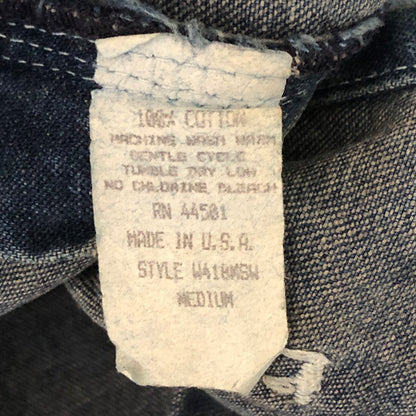 100% COTTON
MACHINE WASH WARM
GENTLE CYCLE
TUMBLE DRY LOW
NO CHLORINE BLEACH
RN 44501
MADE IN U.S.A.
STYLE W418MSW
MEDIUM